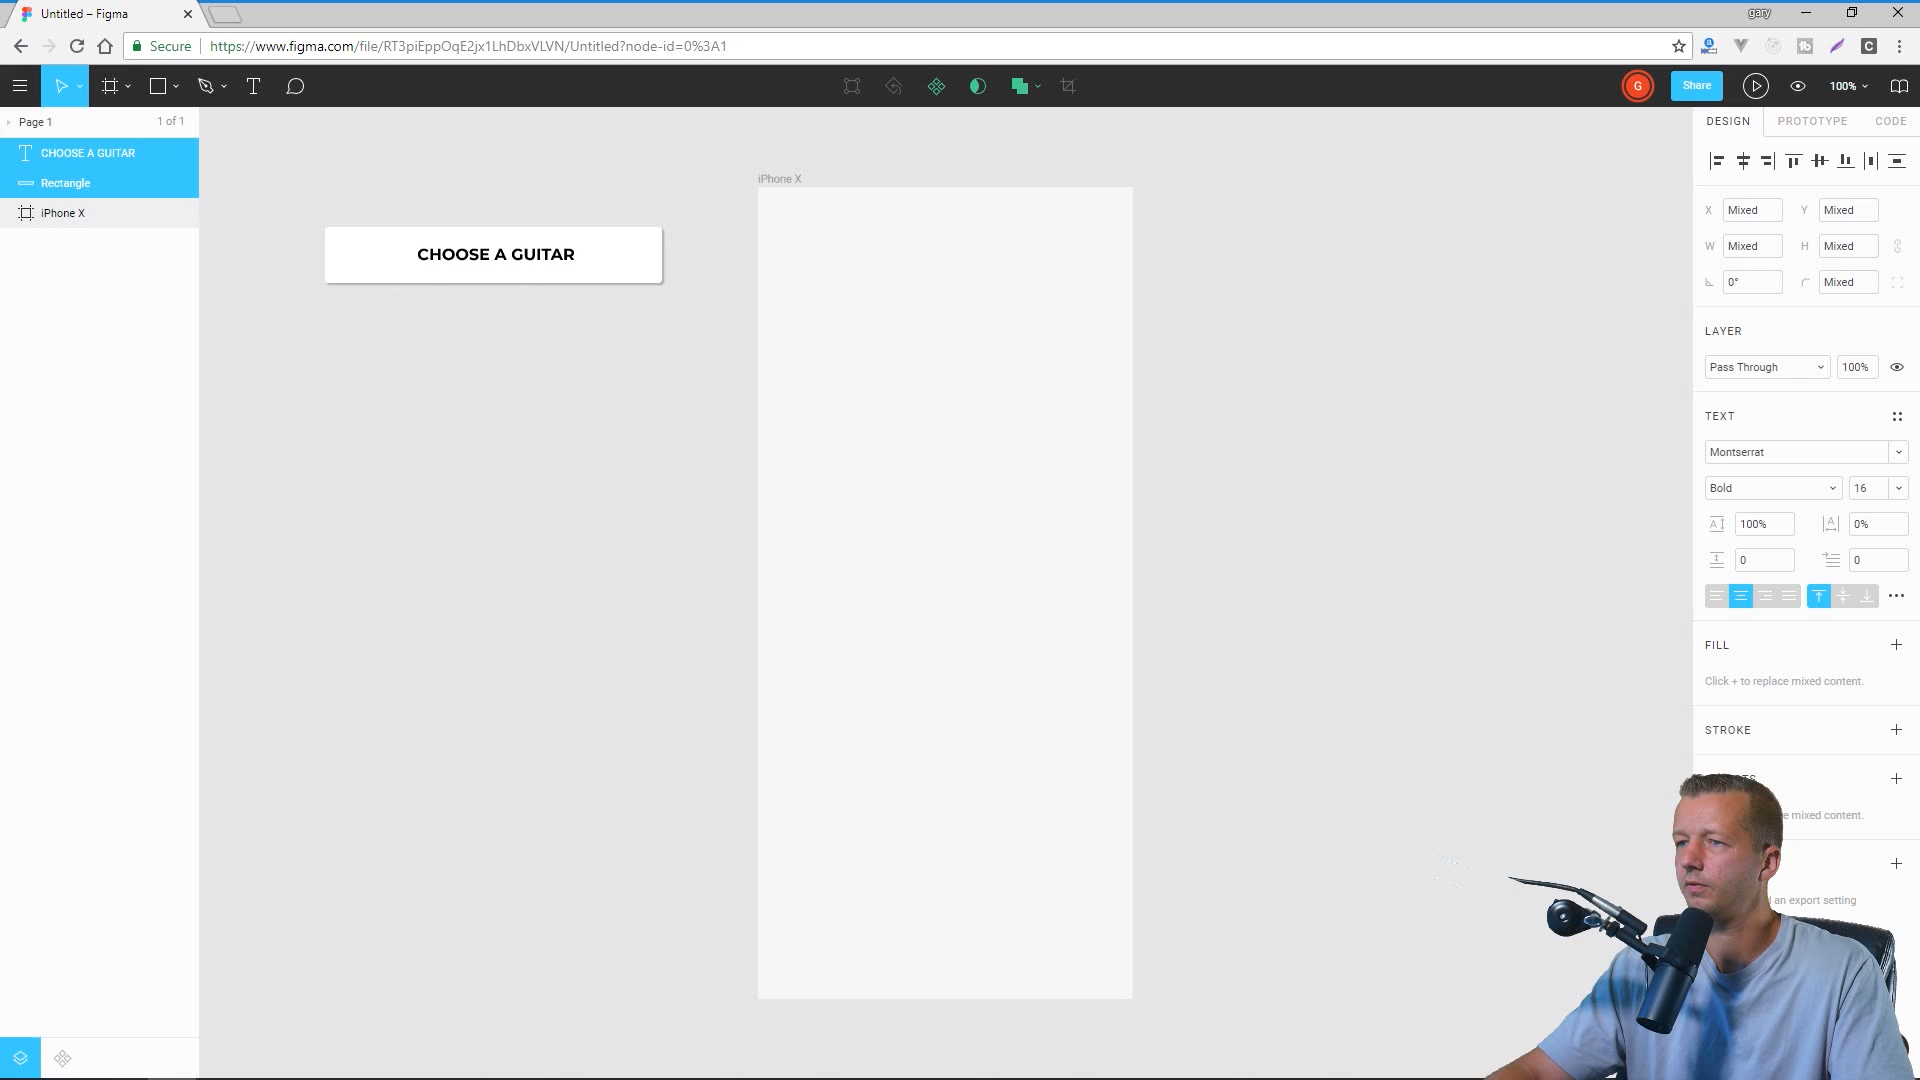 Untitled – Figma
gary
Secure
https://www.figma.com/file/RT3piEppOqE2jx1LhDbxVLVN/Untitled?node-id=0%3A1
G
Share
100%
Page 1
1 of 1
CHOOSE A GUITAR
Rectangle
iPhone X
iPhone X
CHOOSE A GUITAR
DESIGN
PROTOTYPE
CODE
X Mixed
Y Mixed
W Mixed
H Mixed
0°
Mixed
LAYER
Pass Through
100%
TEXT
Montserrat
Bold
16
100%
0%
0
0
FILL
Click + to replace mixed content.
STROKE
mixed content.
an export setting